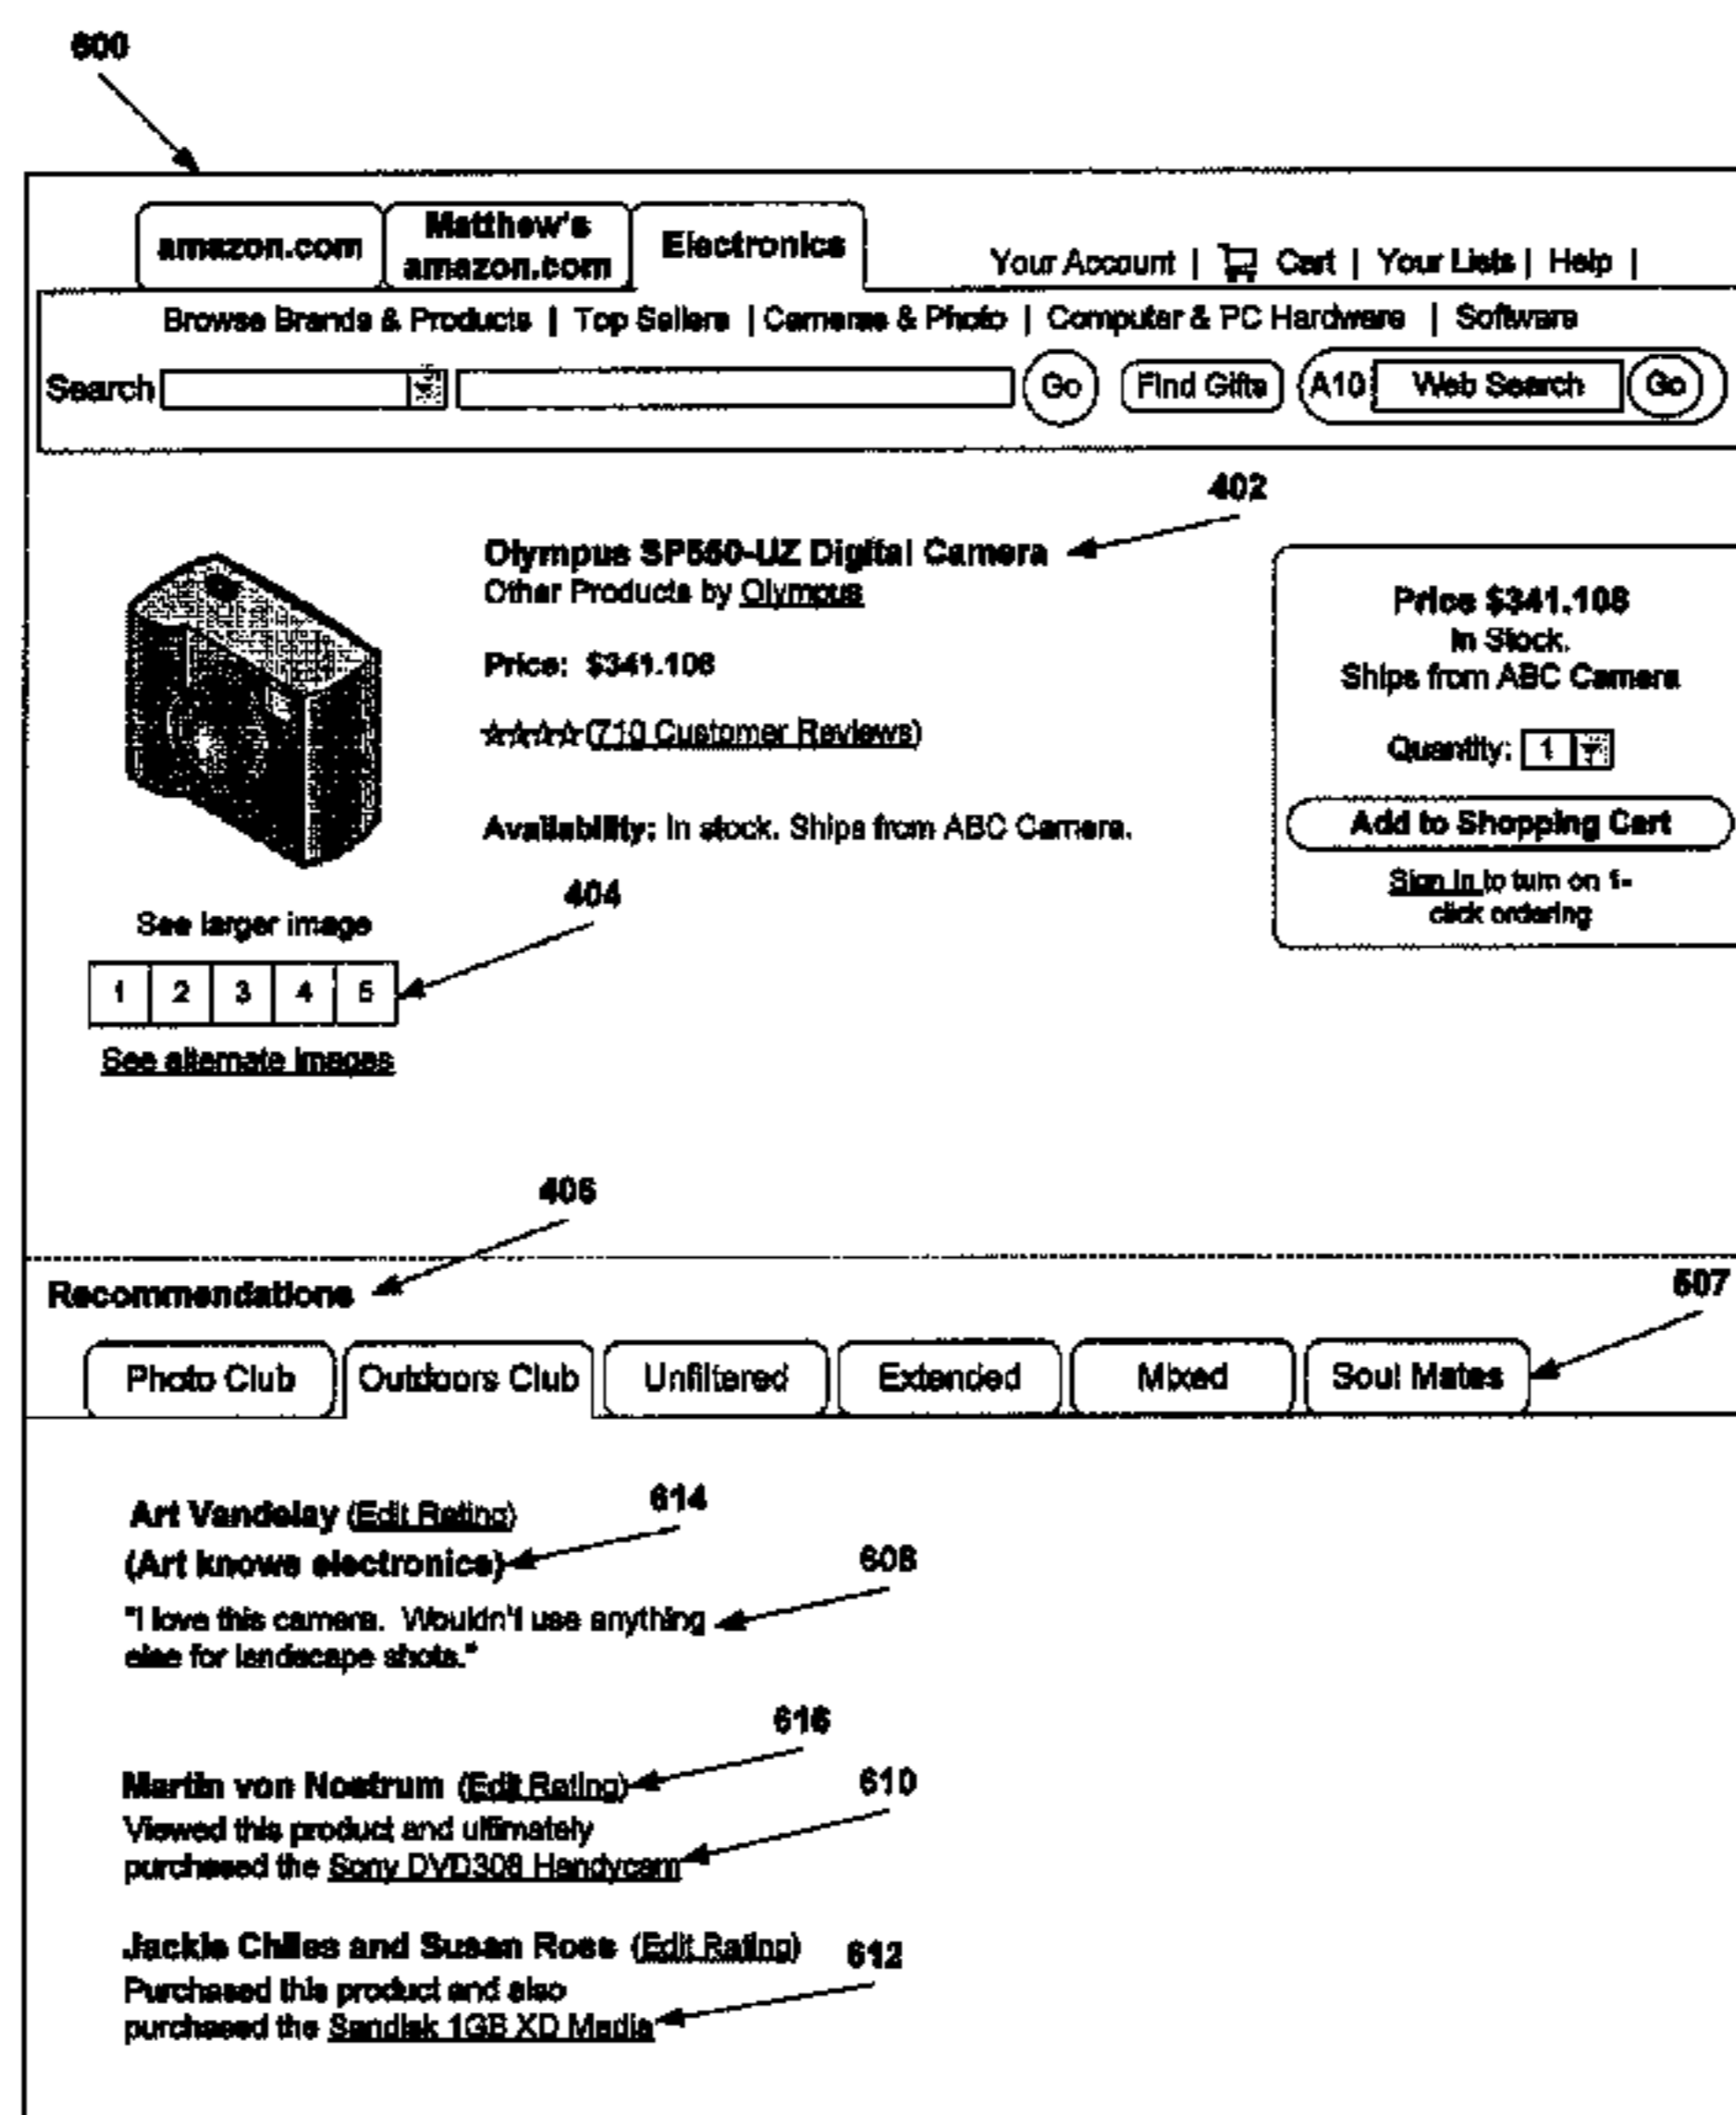 600
amazon.com
Matthew's
amazon.com
Electronics
Your Account | Cart | Your Lists | Help |
Browse Brands & Products | Top Sellers | Cameras & Photo | Computer & PC Hardware | Software
Search Go Find Gifts A10 Web Search Go
402
Olympus SP550-UZ Digital Camera
Other Products by Olympus
Price: $341.108
(710 Customer Reviews)
Availability: In stock. Ships from ABC Camera.
Price $341.108
In Stock.
Ships from ABC Camera
Quantity: 1
Add to Shopping Cart
Sign in to turn on 1-
click ordering
404
See larger image
1 2 3 4 5
See alternate images
406
Recommendations
507
Photo Club Outdoors Club Unfiltered Extended Mixed Soul Mates
Art Vandelay (Edit Rating)
614
(Art knows electronics)
608
"I love this camera. Wouldn't use anything
else for landscape shots."
616
Martin von Nostrum (Edit Rating)
610
Viewed this product and ultimately
purchased the Sony DVD308 Handycam
Jackie Chiles and Susan Ross (Edit Rating)
612
Purchased this product and also
purchased the Sandisk 1GB XD Media